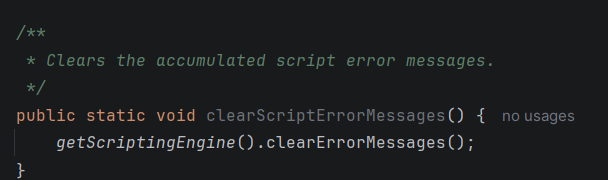 /**
 * Clears the accumulated script error messages.
 */
public static void clearScriptErrorMessages() { no usages
    getScriptingEngine().clearErrorMessages();
}